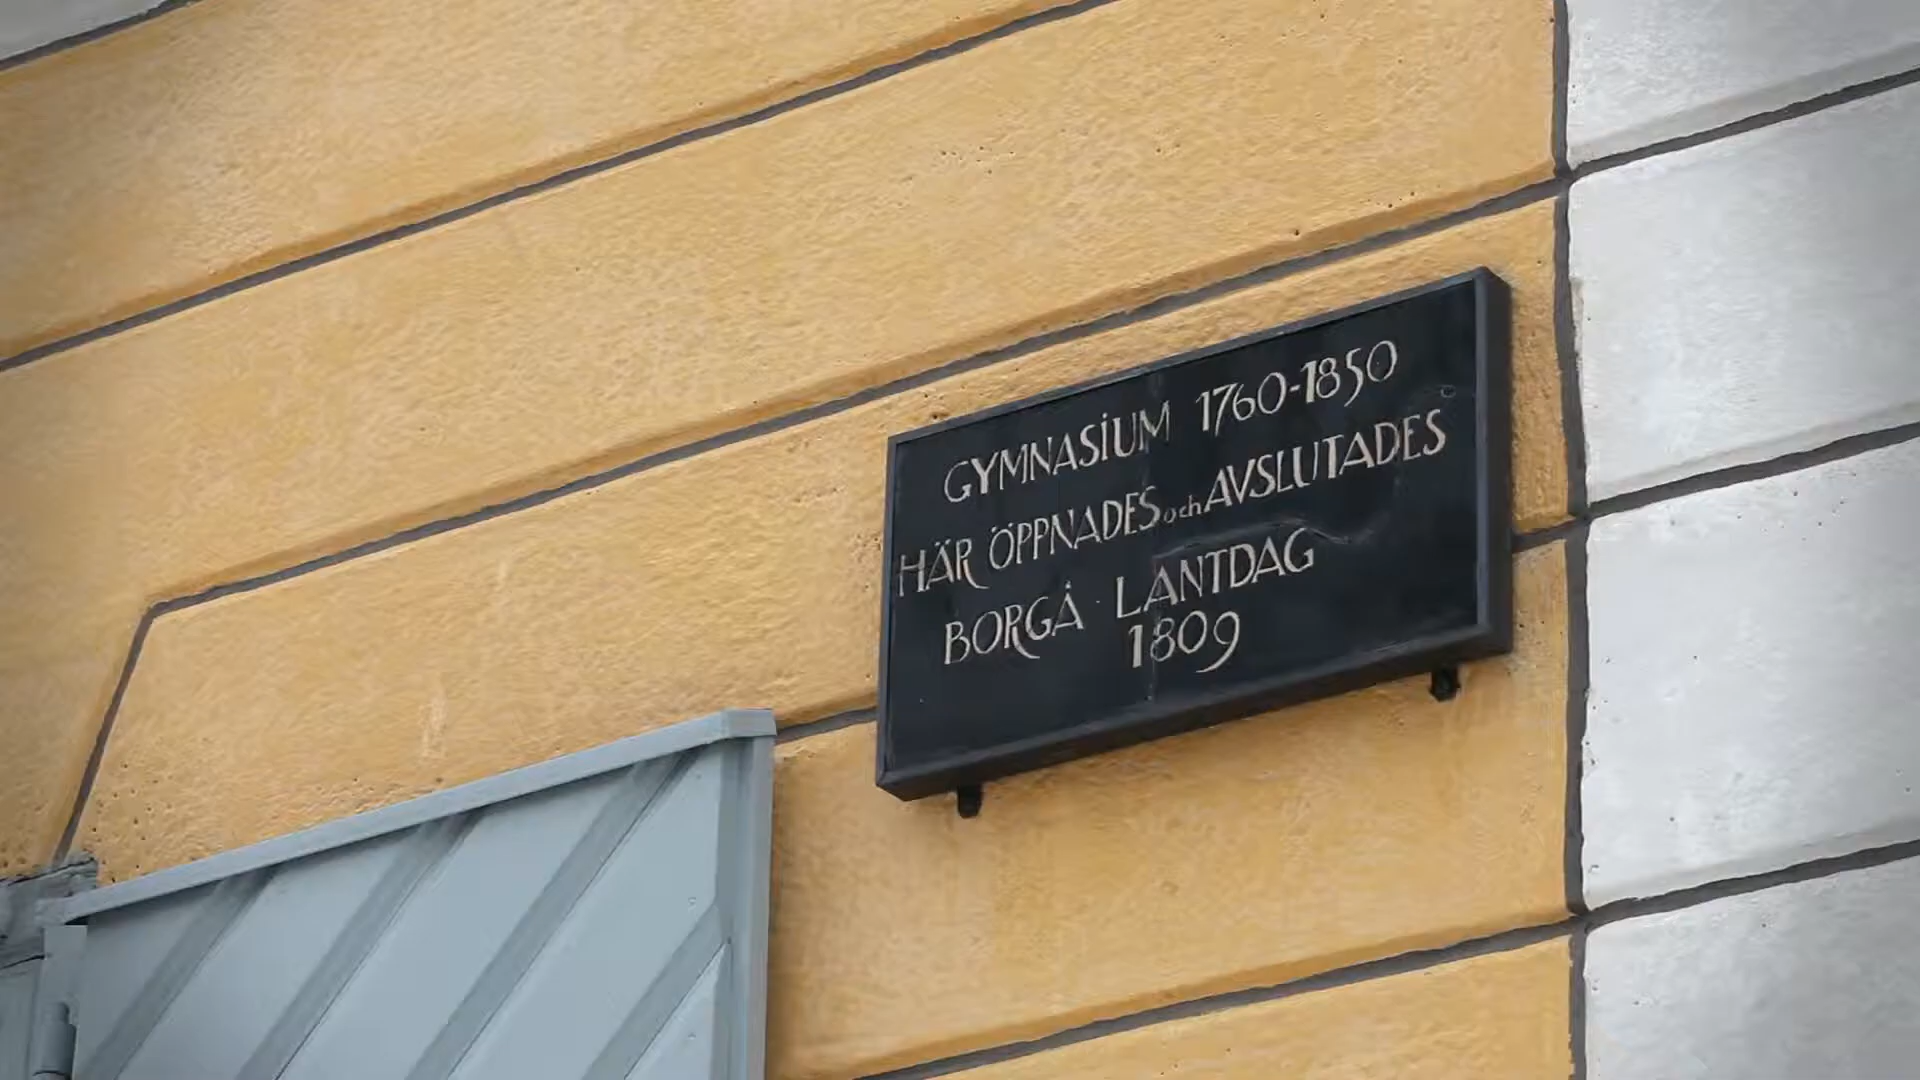 GYMNASIUM 1760-1850
HÄR ÖPPNADES och AVSLUTADES
BORGÅ LANTDAG
1809